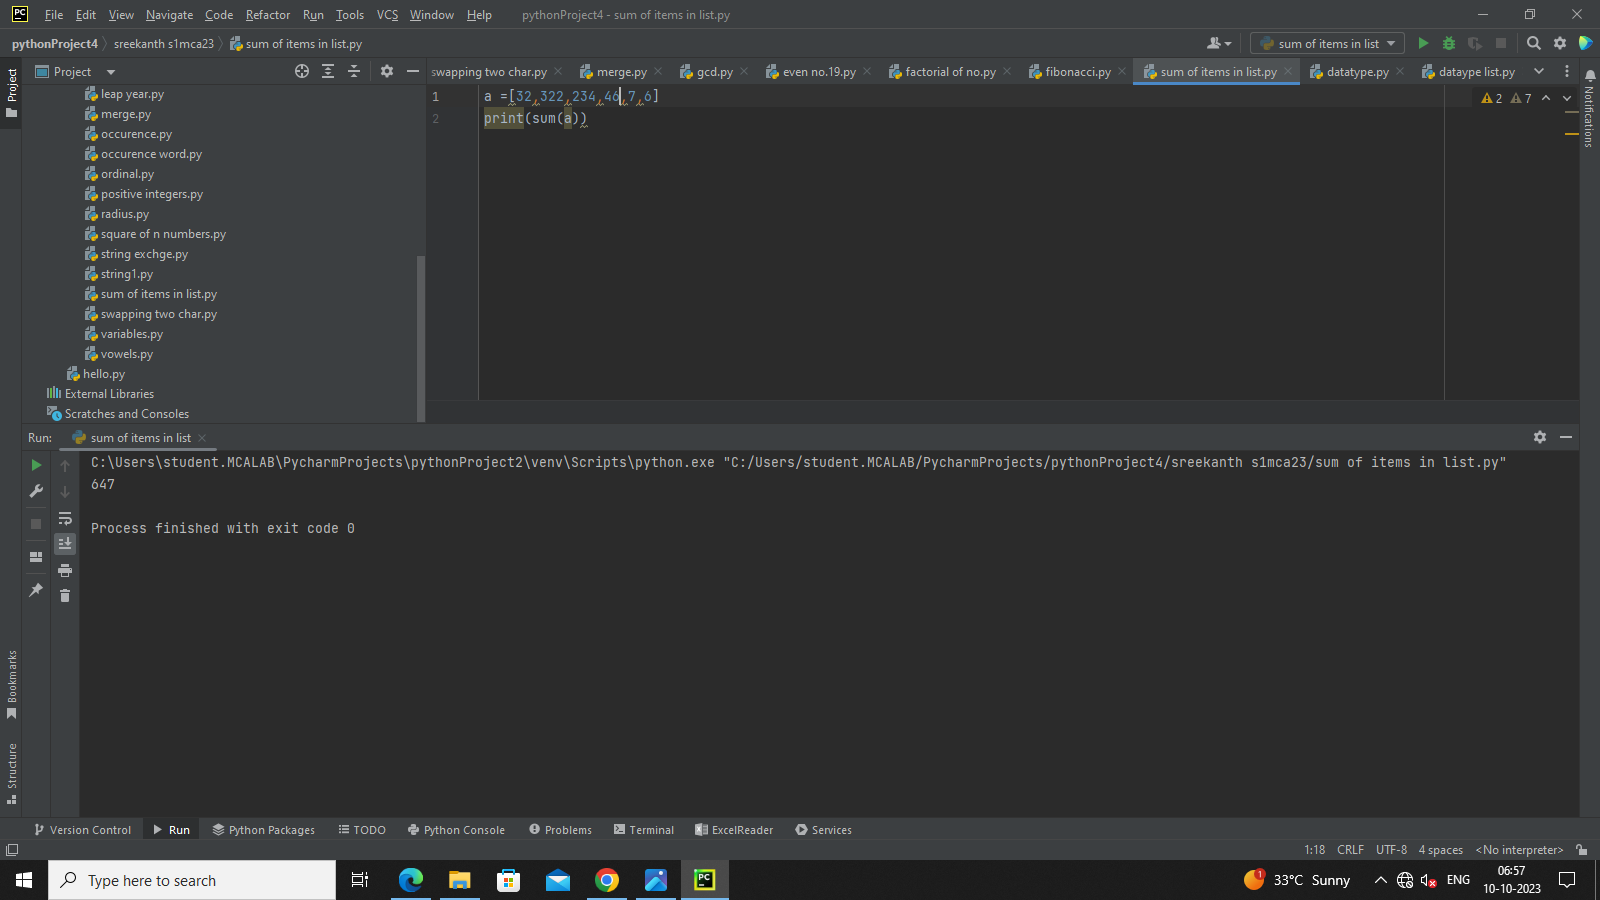 PC File Edit View Navigate Code Refactor Run Tools VCS Window Help pythonProject4 - sum of items in list.py
pythonProject4 sreekanth s1mca23 sum of items in list.py sum of items in list
Project swapping two char.py merge.py gcd.py even no.19.py factorial of no.py fibonacci.py sum of items in list.py datatype.py dataype list.py
Project
Notifications
leap year.py
merge.py
occurence.py
occurence word.py
ordinal.py
positive integers.py
radius.py
square of n numbers.py
string exchge.py
string1.py
sum of items in list.py
swapping two char.py
variables.py
vowels.py
hello.py
External Libraries
Scratches and Consoles
1 a =[32,322,234,46,7,6]
2 print(sum(a))
2 7
Run: sum of items in list
C:\Users\student.MCALAB\PycharmProjects\pythonProject2\venv\Scripts\python.exe "C:/Users/student.MCALAB/PycharmProjects/pythonProject4/sreekanth s1mca23/sum of items in list.py"
647
Process finished with exit code 0
Bookmarks
Structure
Version Control Run Python Packages TODO Python Console Problems Terminal ExcelReader Services
1:18 CRLF UTF-8 4 spaces <No interpreter>
Type here to search PC 1 33°C Sunny ENG 06:57
10-10-2023